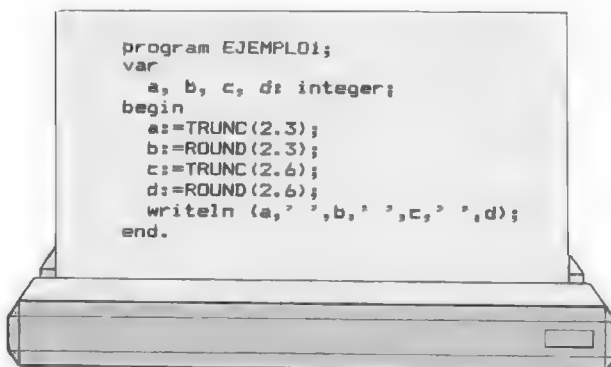 program EJEMPLO1;
var
a, b, c, d: integer;
begin
a:=TRUNC(2.3);
b:=ROUND(2.3);
c:=TRUNC(2.6);
d:=ROUND(2.6);
writeln (a,' ',b,' ',c,' ',d);
end.